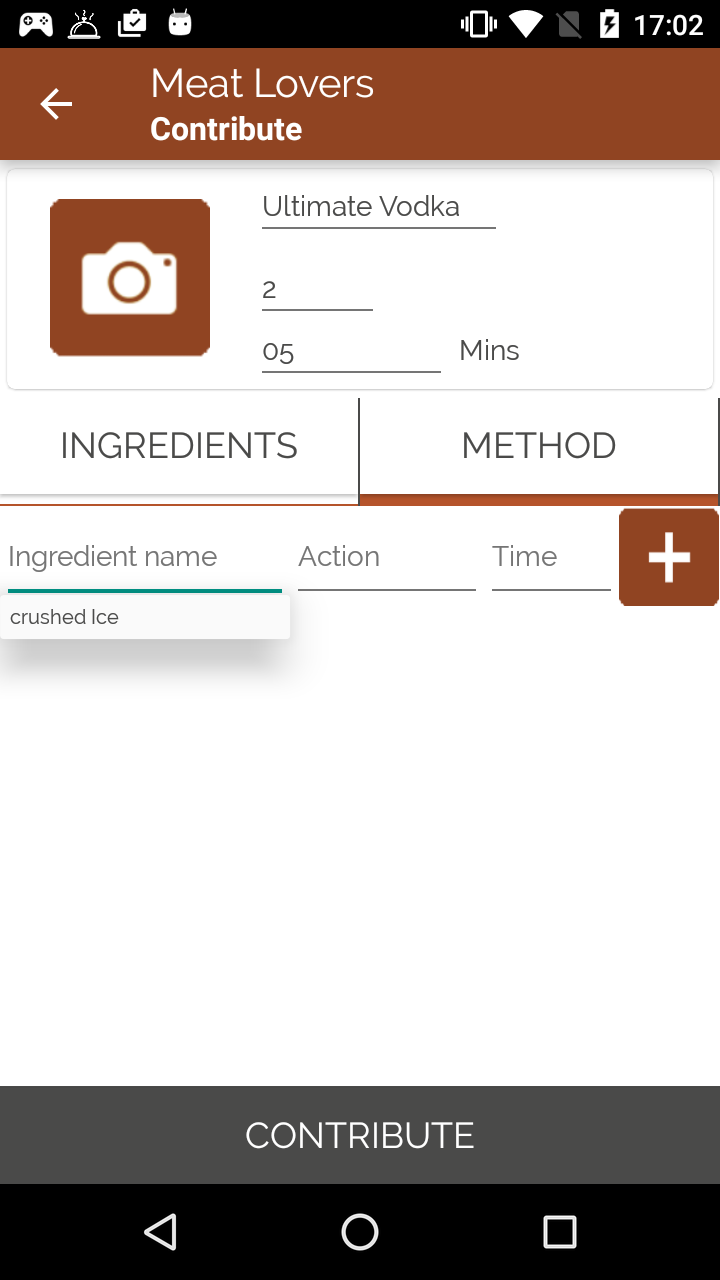 17:02
Meat Lovers
Contribute
Ultimate Vodka
2
05 Mins
INGREDIENTS METHOD
Ingredient name Action Time
crushed Ice
CONTRIBUTE